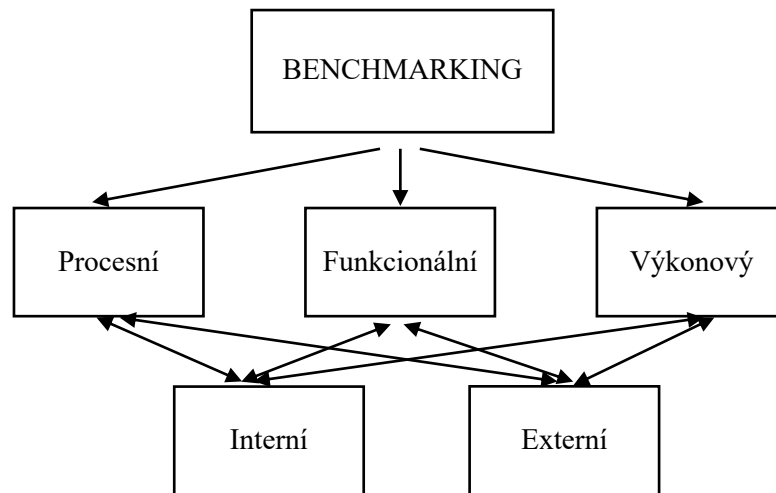 BENCHMARKING
Procesní
Funkcionální
Výkonový
Interní
Externí